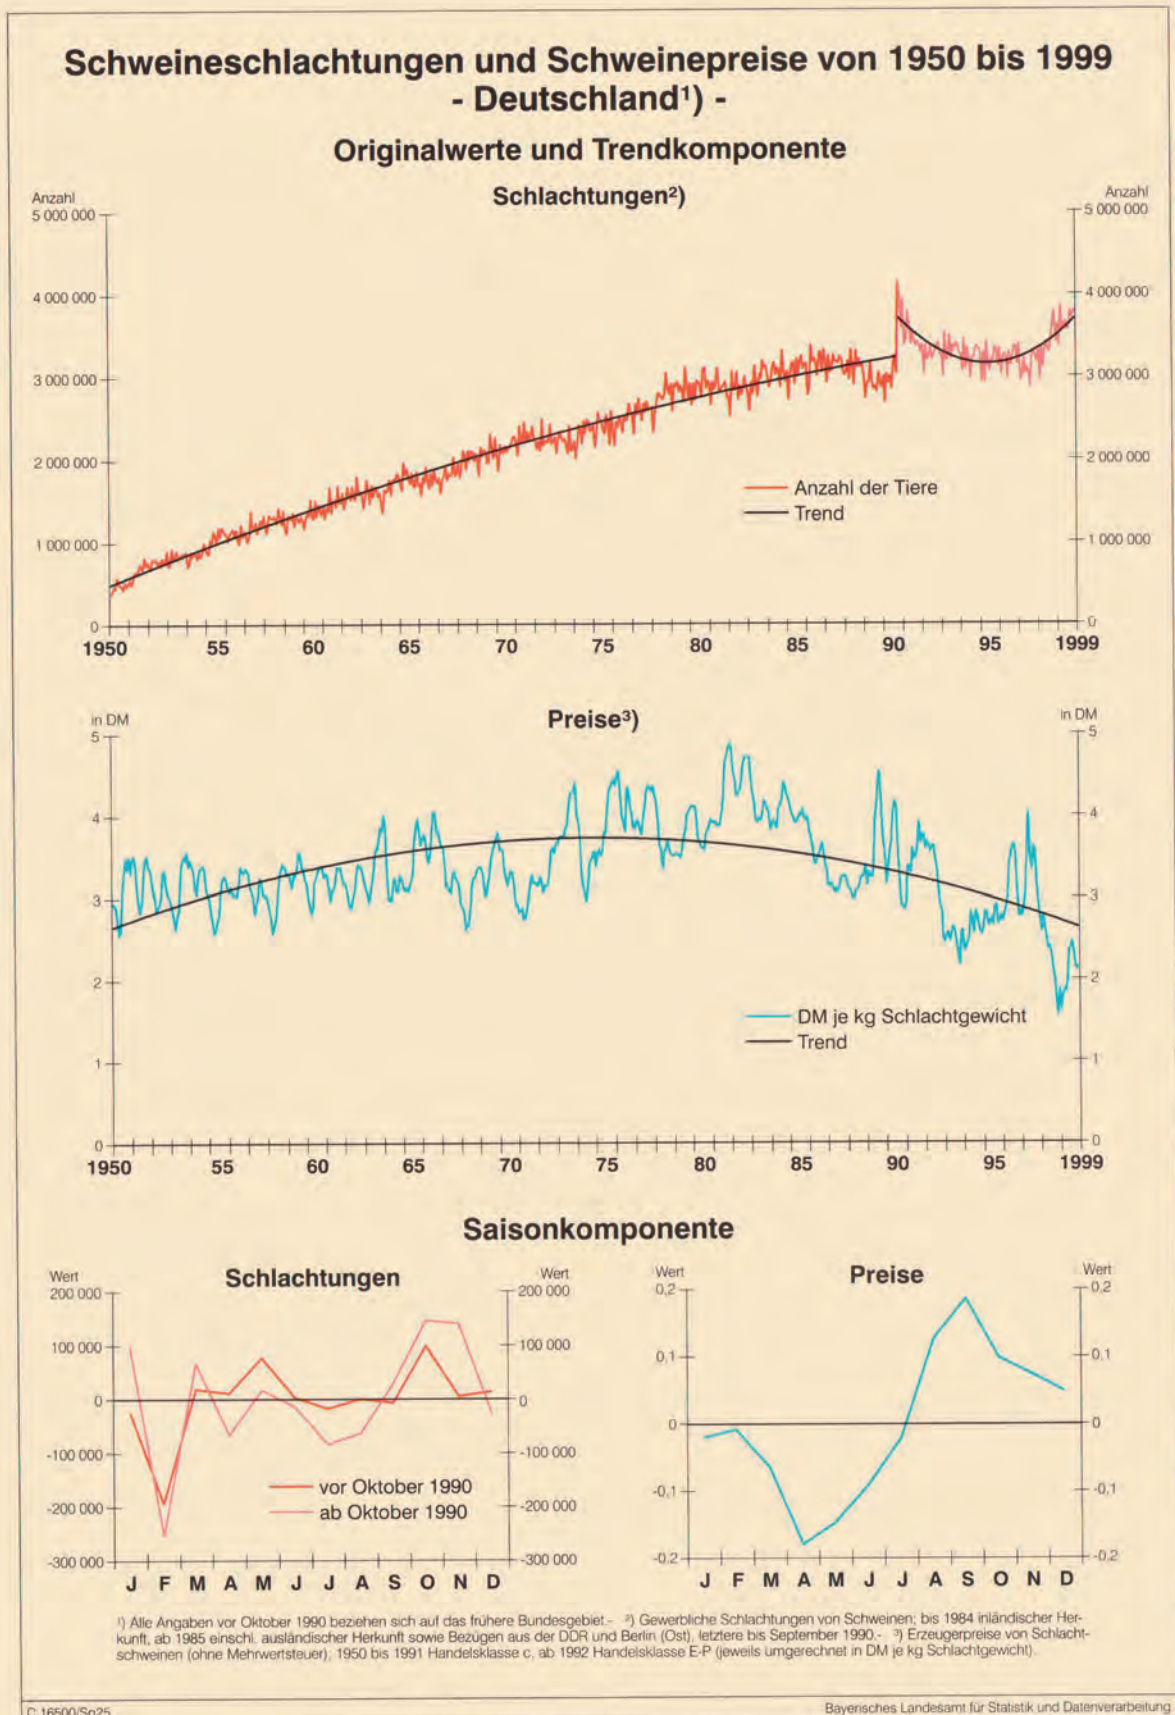 Schweineschlachtungen und Schweinepreise von 1950 bis 1999
- Deutschland¹) -
Originalwerte und Trendkomponente
Schlachtungen²)
Anzahl
Anzahl
5 000 000
5 000 000
4 000 000
4 000 000
3 000 000
3 000 000
2 000 000
2 000 000
1 000 000
1 000 000
0
0
Anzahl der Tiere
Trend
1950 55 60 65 70 75 80 85 90 95 1999
Preise³)
in DM
in DM
5
5
4
4
3
3
2
2
1
1
0
0
DM je kg Schlachtgewicht
Trend
1950 55 60 65 70 75 80 85 90 95 1999
Saisonkomponente
Schlachtungen
Wert
Wert
200 000
200 000
100 000
100 000
0
0
-100 000
-100 000
-200 000
-200 000
-300 000
-300 000
vor Oktober 1990
ab Oktober 1990
J F M A M J J A S O N D
Preise
Wert
Wert
0,2
0,2
0,1
0,1
0
0
-0,1
-0,1
-0,2
-0,2
J F M A M J J A S O N D
¹) Alle Angaben vor Oktober 1990 beziehen sich auf das frühere Bundesgebiet.- ²) Gewerbliche Schlachtungen von Schweinen; bis 1984 inländischer Her-
kunft, ab 1985 einschl. ausländischer Herkunft sowie Bezügen aus der DDR und Berlin (Ost), letztere bis September 1990.- ³) Erzeugerpreise von Schlacht-
schweinen (ohne Mehrwertsteuer); 1950 bis 1991 Handelsklasse c, ab 1992 Handelsklasse E-P (jeweils umgerechnet in DM je kg Schlachtgewicht).
C 16500/Sg25
Bayerisches Landesamt für Statistik und Datenverarbeitung